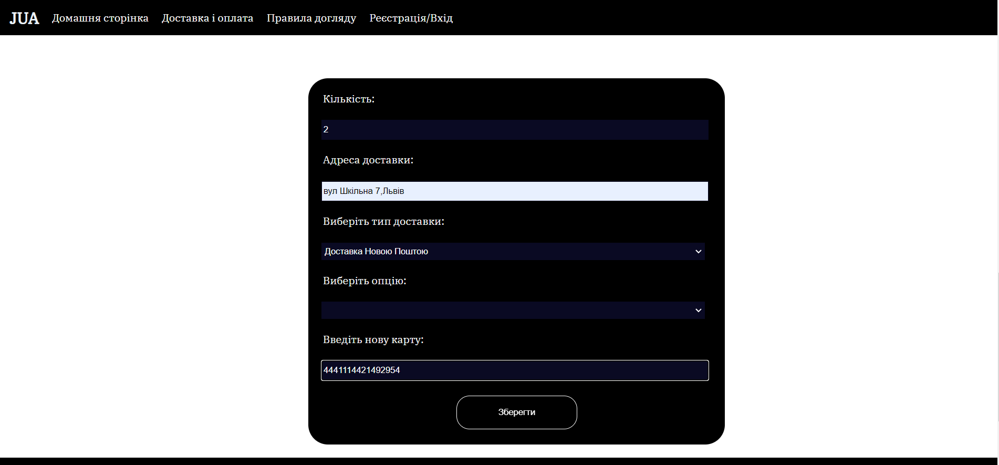 JUA Домашня сторінка Доставка і оплата Правила догляду Реєстрація/Вхід
Кількість:
2
Адреса доставки:
вул Шкільна 7,Львів
Виберіть тип доставки:
Доставка Новою Поштою
Виберіть опцію:
Введіть нову карту:
4441114421492954
Зберегти